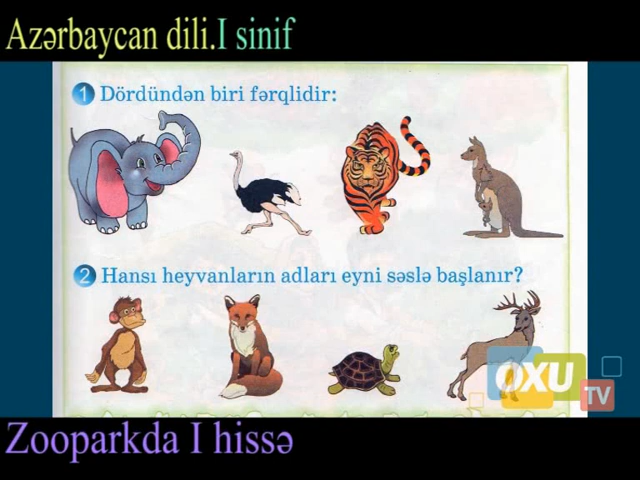 Azərbaycan dili.I sinif
1 Dördündən biri fərqlidir:
2 Hansı heyvanların adları eyni səslə başlanır?
OXU TV
Zooparkda I hissə